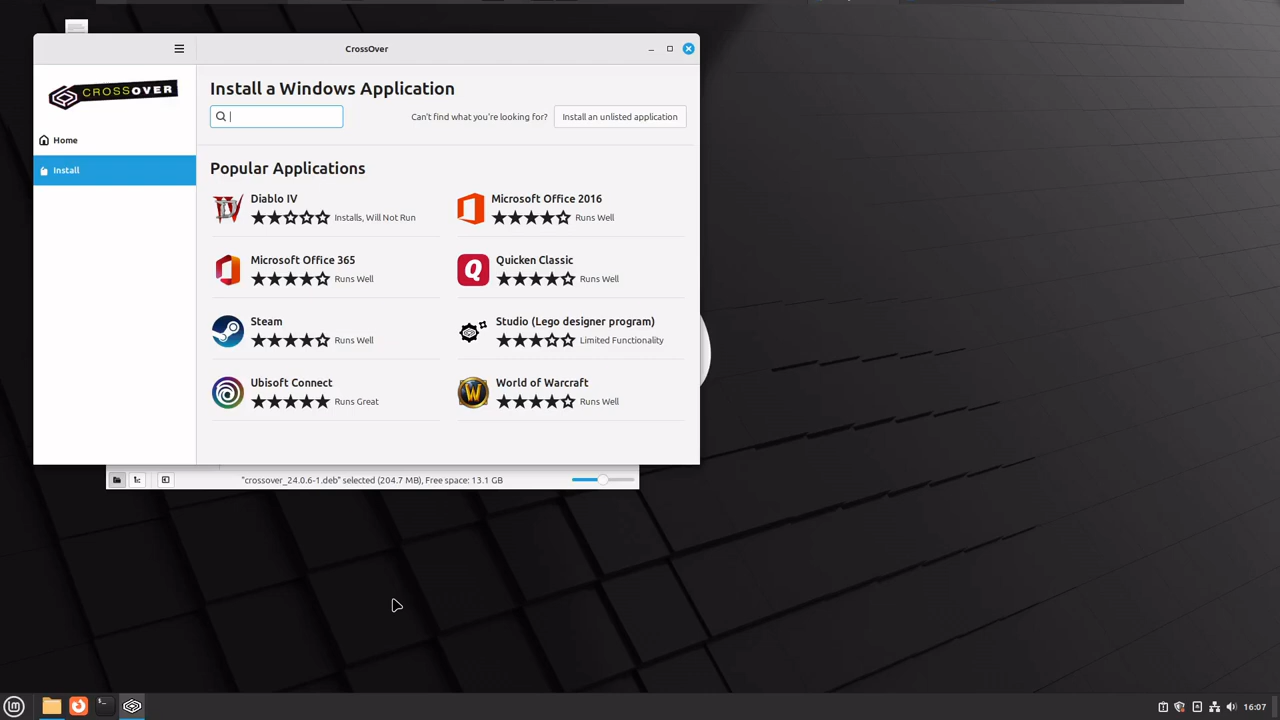 CrossOver
CROSSOVER
Home
Install
Install a Windows Application
Can't find what you're looking for?
Install an unlisted application
Popular Applications
Diablo IV
Installs, Will Not Run
Microsoft Office 2016
Runs Well
Microsoft Office 365
Runs Well
Quicken Classic
Runs Well
Steam
Runs Well
Studio (Lego designer program)
Limited Functionality
Ubisoft Connect
Runs Great
World of Warcraft
Runs Well
"crossover_24.0.6-1.deb" selected (204.7 MB), Free space: 13.1 GB
16:07